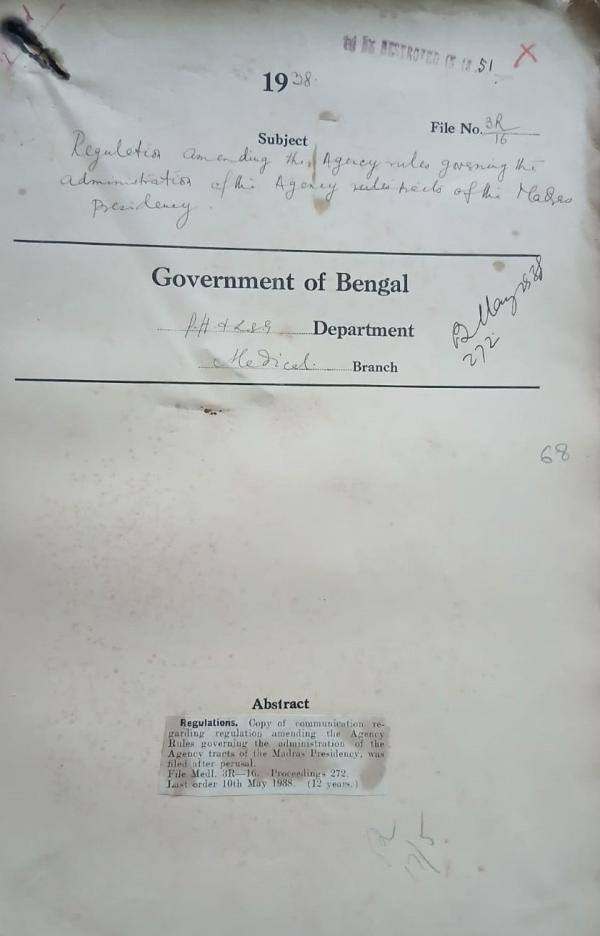 TO BE DESTROYED IN 19 51
1938.
File No. 3R
16
Subject
Regulation amending the Agency rules governing the
administration of the Agency rules tracts of the Madras
Presidency.
Government of Bengal
P.H & LSG Department
Medical. Branch
B May 1938
272.
68
Abstract
Regulations. Copy of communication re-
garding regulation amending the Agency
Rules governing the administration of the
Agency tracts of the Madras Presidency, was
filed after perusal.
File Medl. 3R—16. Proceedings 272.
Last order 10th May 1938. (12 years.)